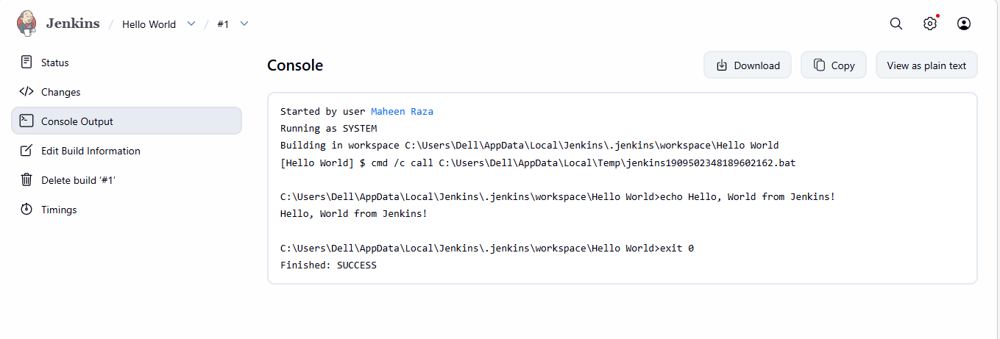 Jenkins / Hello World / #1
Status
Changes
Console Output
Edit Build Information
Delete build ‘#1’
Timings
Console
Download
Copy
View as plain text
Started by user Maheen Raza
Running as SYSTEM
Building in workspace C:\Users\Dell\AppData\Local\Jenkins\.jenkins\workspace\Hello World
[Hello World] $ cmd /c call C:\Users\Dell\AppData\Local\Temp\jenkins1909502348189602162.bat
C:\Users\Dell\AppData\Local\Jenkins\.jenkins\workspace\Hello World>echo Hello, World from Jenkins!
Hello, World from Jenkins!
C:\Users\Dell\AppData\Local\Jenkins\.jenkins\workspace\Hello World>exit 0
Finished: SUCCESS